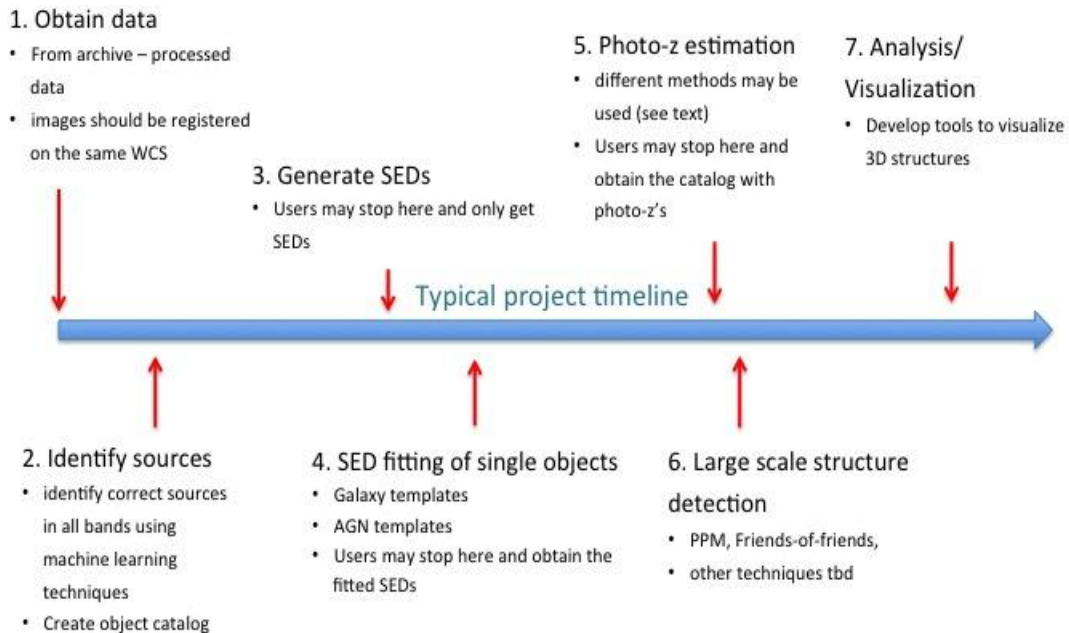 1. Obtain data
• From archive – processed
data
• images should be registered
on the same WCS
2. Identify sources
• identify correct sources
in all bands using
machine learning
techniques
• Create object catalog
3. Generate SEDs
• Users may stop here and only get
SEDs
4. SED fitting of single objects
• Galaxy templates
• AGN templates
• Users may stop here and obtain the
fitted SEDs
5. Photo-z estimation
• different methods may be
used (see text)
• Users may stop here and
obtain the catalog with
photo-z's
6. Large scale structure
detection
• PPM, Friends-of-friends,
• other techniques tbd
7. Analysis/
Visualization
• Develop tools to visualize
3D structures
Typical project timeline